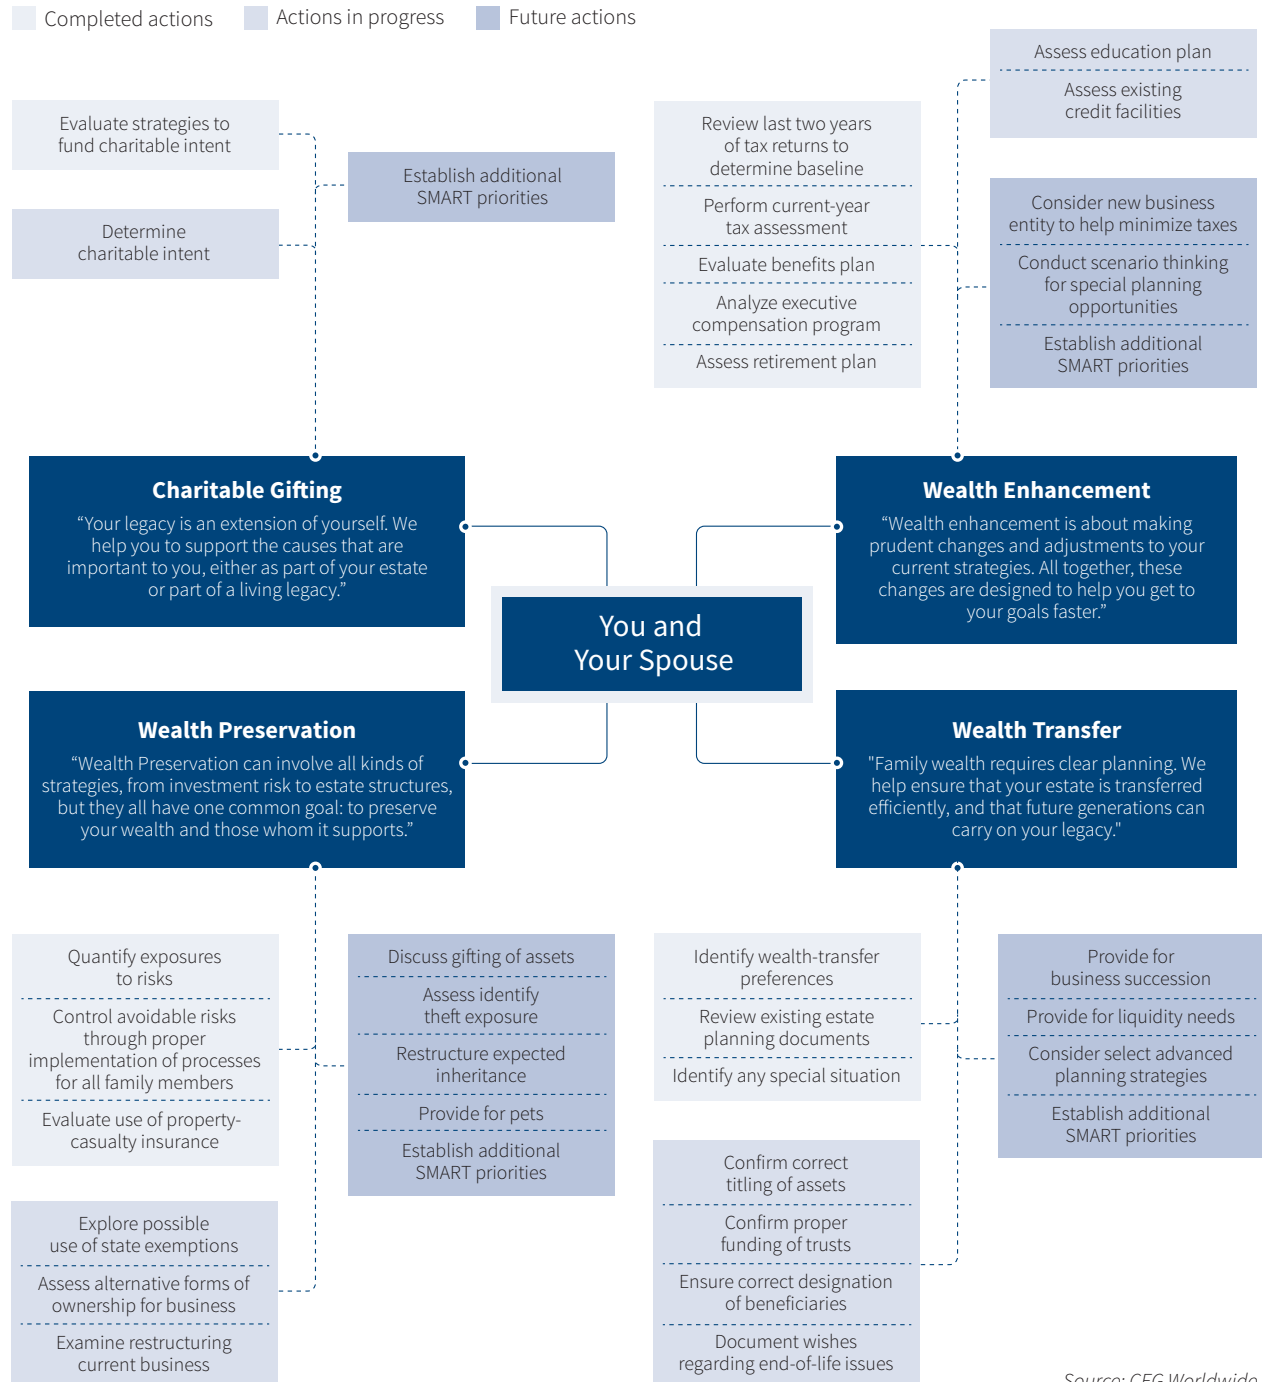 Completed actions
Actions in progress
Future actions
Evaluate strategies to
fund charitable intent
Determine
charitable intent
Establish additional
SMART priorities
Review last two years
of tax returns to
determine baseline
Perform current-year
tax assessment
Evaluate benefits plan
Analyze executive
compensation program
Assess retirement plan
Assess education plan
Assess existing
credit facilities
Consider new business
entity to help minimize taxes
Conduct scenario thinking
for special planning
opportunities
Establish additional
SMART priorities
Charitable Gifting
“Your legacy is an extension of yourself. We
help you to support the causes that are
important to you, either as part of your estate
or part of a living legacy.”
Wealth Enhancement
“Wealth enhancement is about making
prudent changes and adjustments to your
current strategies. All together, these
changes are designed to help you get to
your goals faster.”
You and
Your Spouse
Wealth Preservation
“Wealth Preservation can involve all kinds of
strategies, from investment risk to estate structures,
but they all have one common goal: to preserve
your wealth and those whom it supports.”
Wealth Transfer
"Family wealth requires clear planning. We
help ensure that your estate is transferred
efficiently, and that future generations can
carry on your legacy."
Quantify exposures
to risks
Control avoidable risks
through proper
implementation of processes
for all family members
Evaluate use of property-
casualty insurance
Explore possible
use of state exemptions
Assess alternative forms of
ownership for business
Examine restructuring
current business
Discuss gifting of assets
Assess identify
theft exposure
Restructure expected
inheritance
Provide for pets
Establish additional
SMART priorities
Identify wealth-transfer
preferences
Review existing estate
planning documents
Identify any special situation
Confirm correct
titling of assets
Confirm proper
funding of trusts
Ensure correct designation
of beneficiaries
Document wishes
regarding end-of-life issues
Provide for
business succession
Provide for liquidity needs
Consider select advanced
planning strategies
Establish additional
SMART priorities
Source: CEG Worldwide